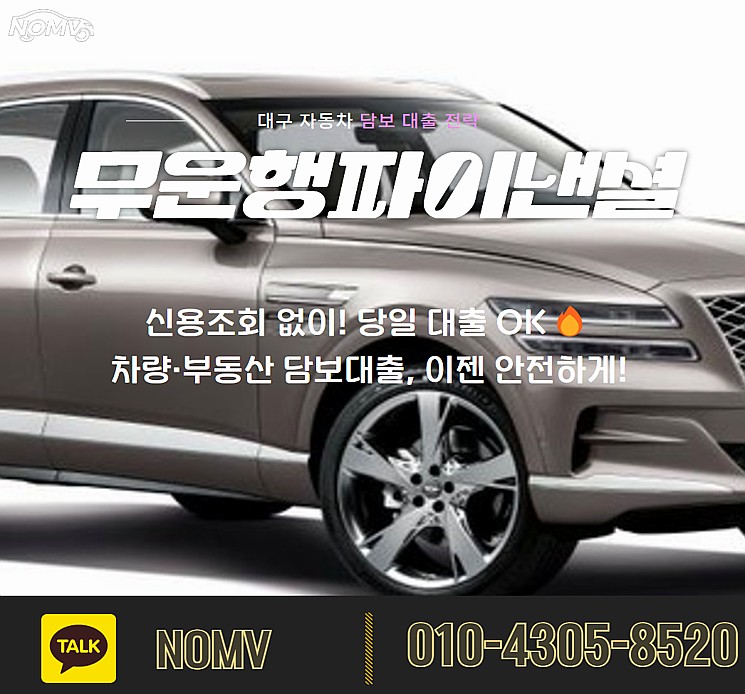 NOMV
대구 자동차 담보 대출 전략
무운행파이낸셜
신용조회 없이! 당일 대출 OK🔥
차량·부동산 담보대출, 이젠 안전하게!
TALK NOMV 010-4305-8520